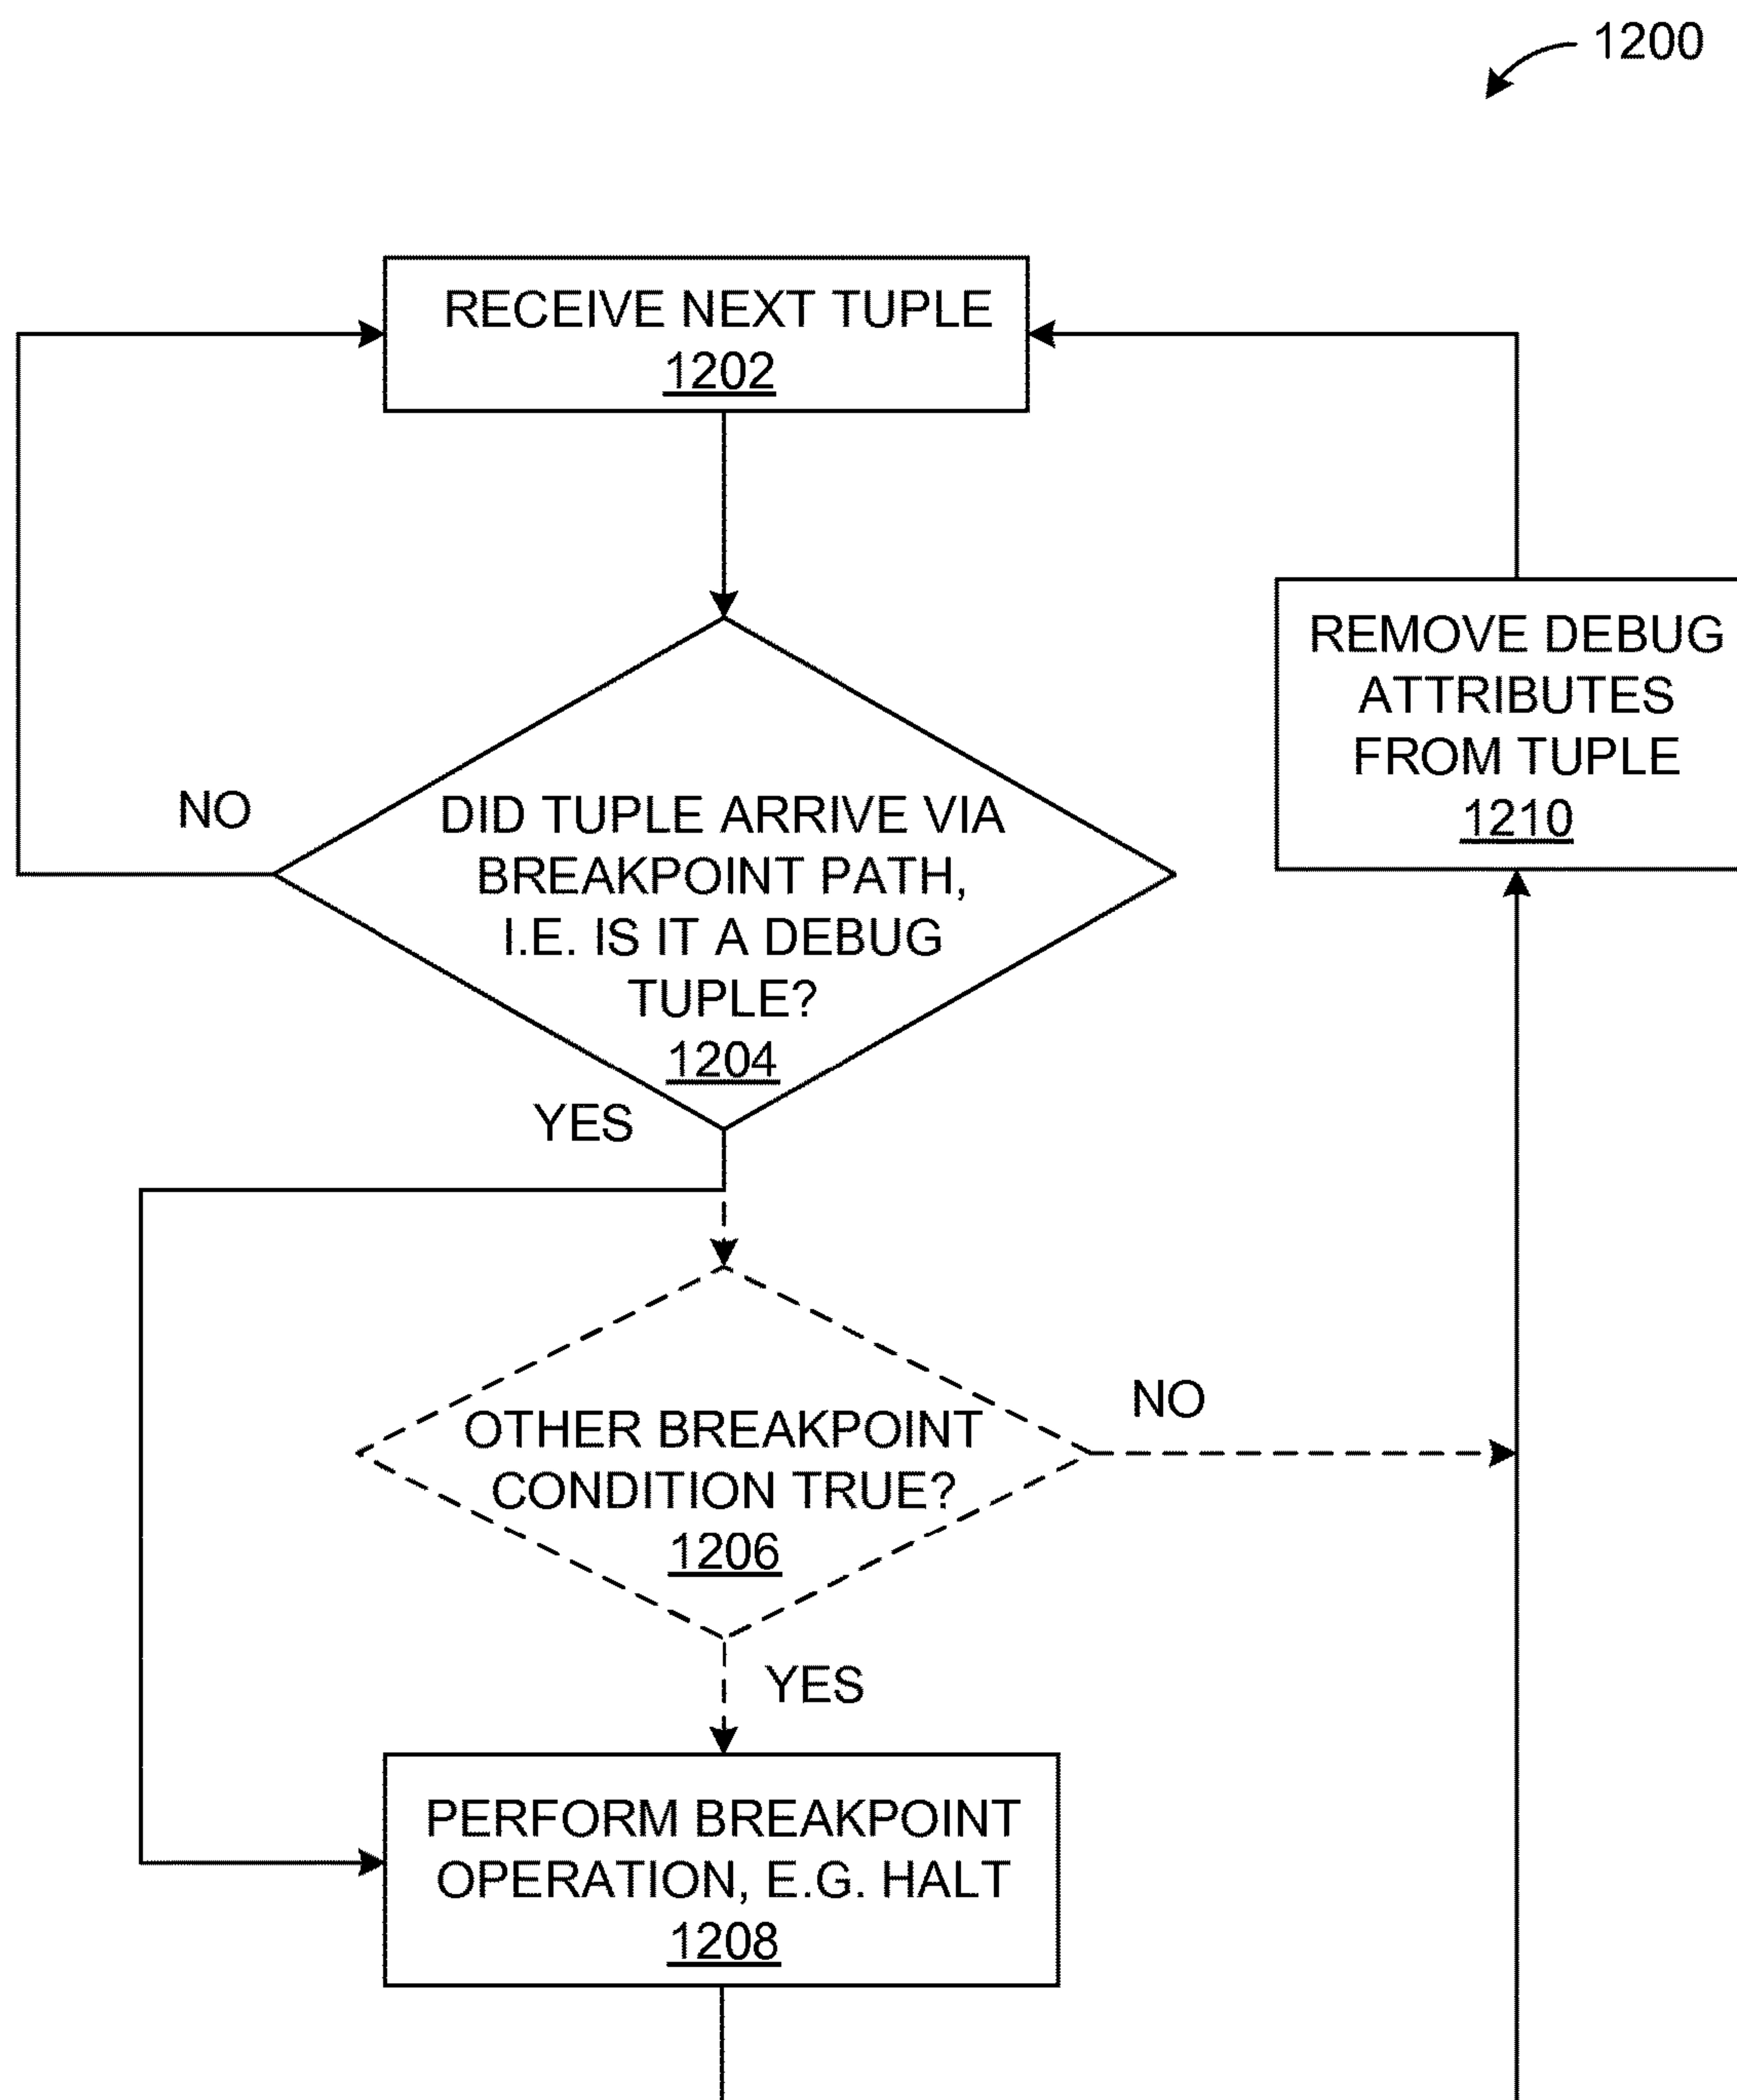 1200
RECEIVE NEXT TUPLE
1202
REMOVE DEBUG
ATTRIBUTES
FROM TUPLE
1210
NO
DID TUPLE ARRIVE VIA
BREAKPOINT PATH,
I.E. IS IT A DEBUG
TUPLE?
1204
YES
OTHER BREAKPOINT
CONDITION TRUE?
1206
NO
YES
PERFORM BREAKPOINT
OPERATION, E.G. HALT
1208